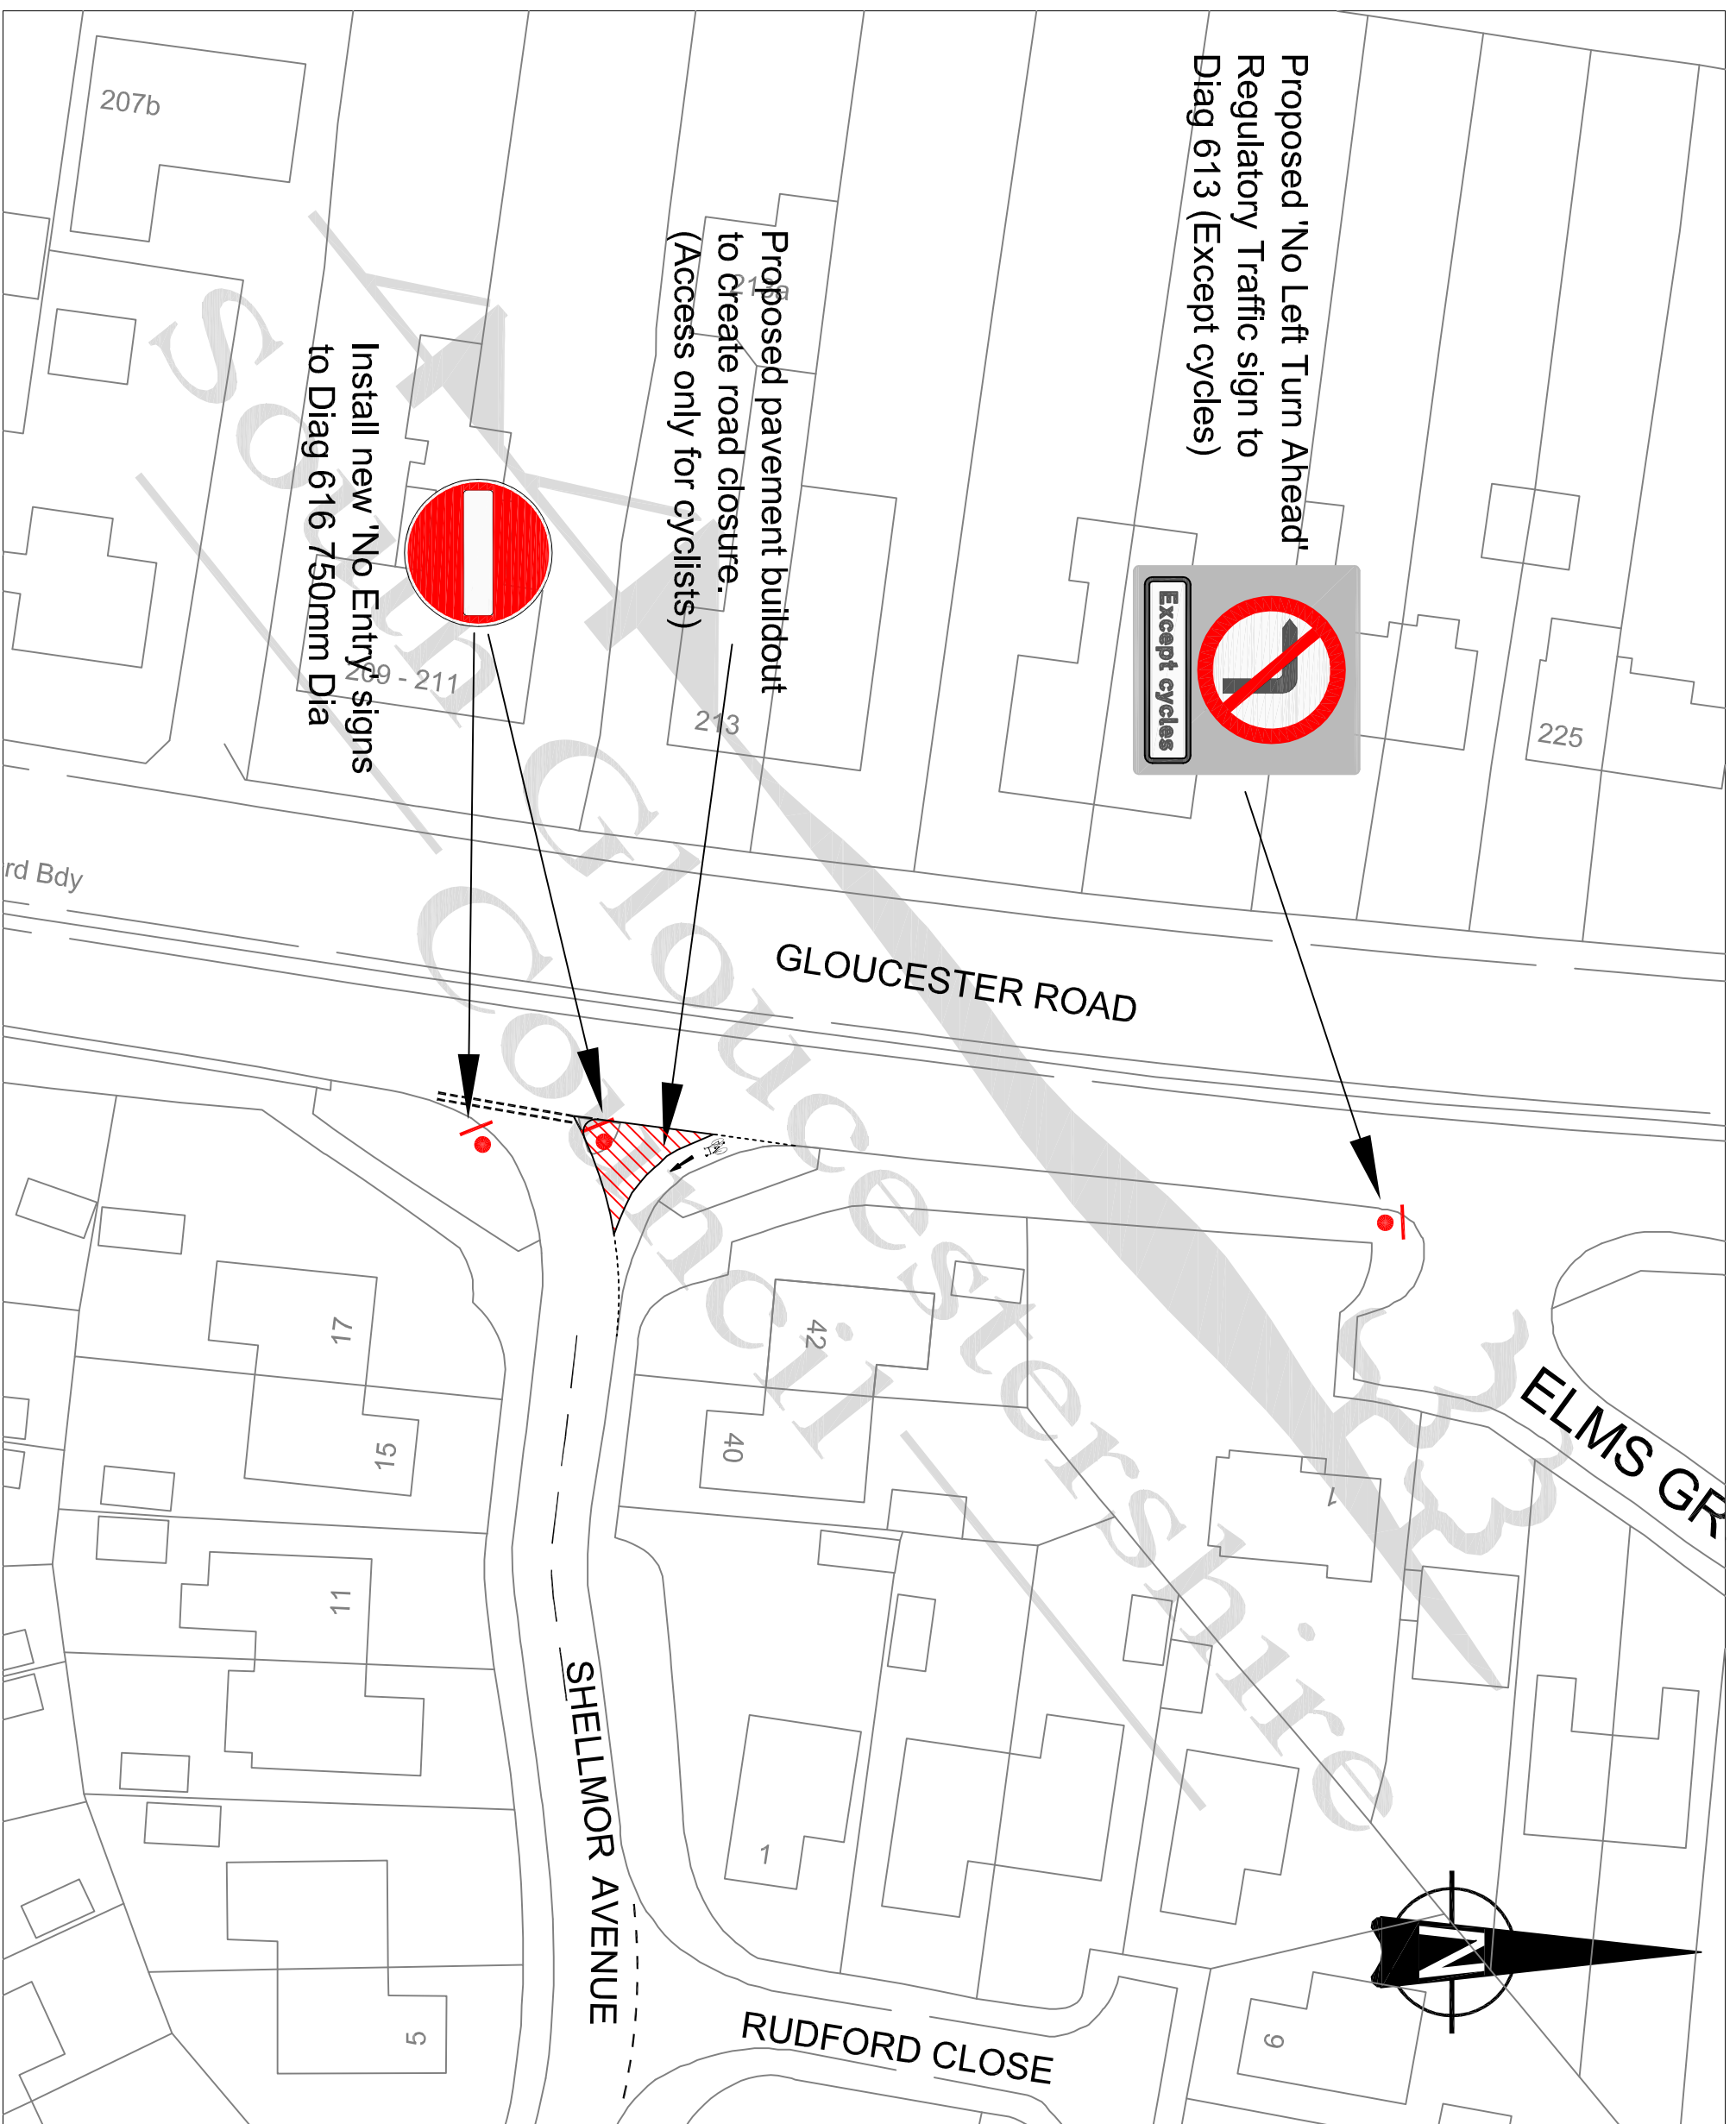 Proposed 'No Left Turn Ahead'
Regulatory Traffic sign to
Diag 613 (Except cycles)
Except cycles
Proposed pavement buildout
to create road closure.
(Access only for cyclists)
Install new 'No Entry' signs
to Diag 616 750mm Dia
207b
213a
209 - 211
213
225
rd Bdy
GLOUCESTER ROAD
ELMS GR
17
15
11
5
42
40
1
1
SHELLMOR AVENUE
RUDFORD CLOSE
9
N
South
Gloucestershire
Council